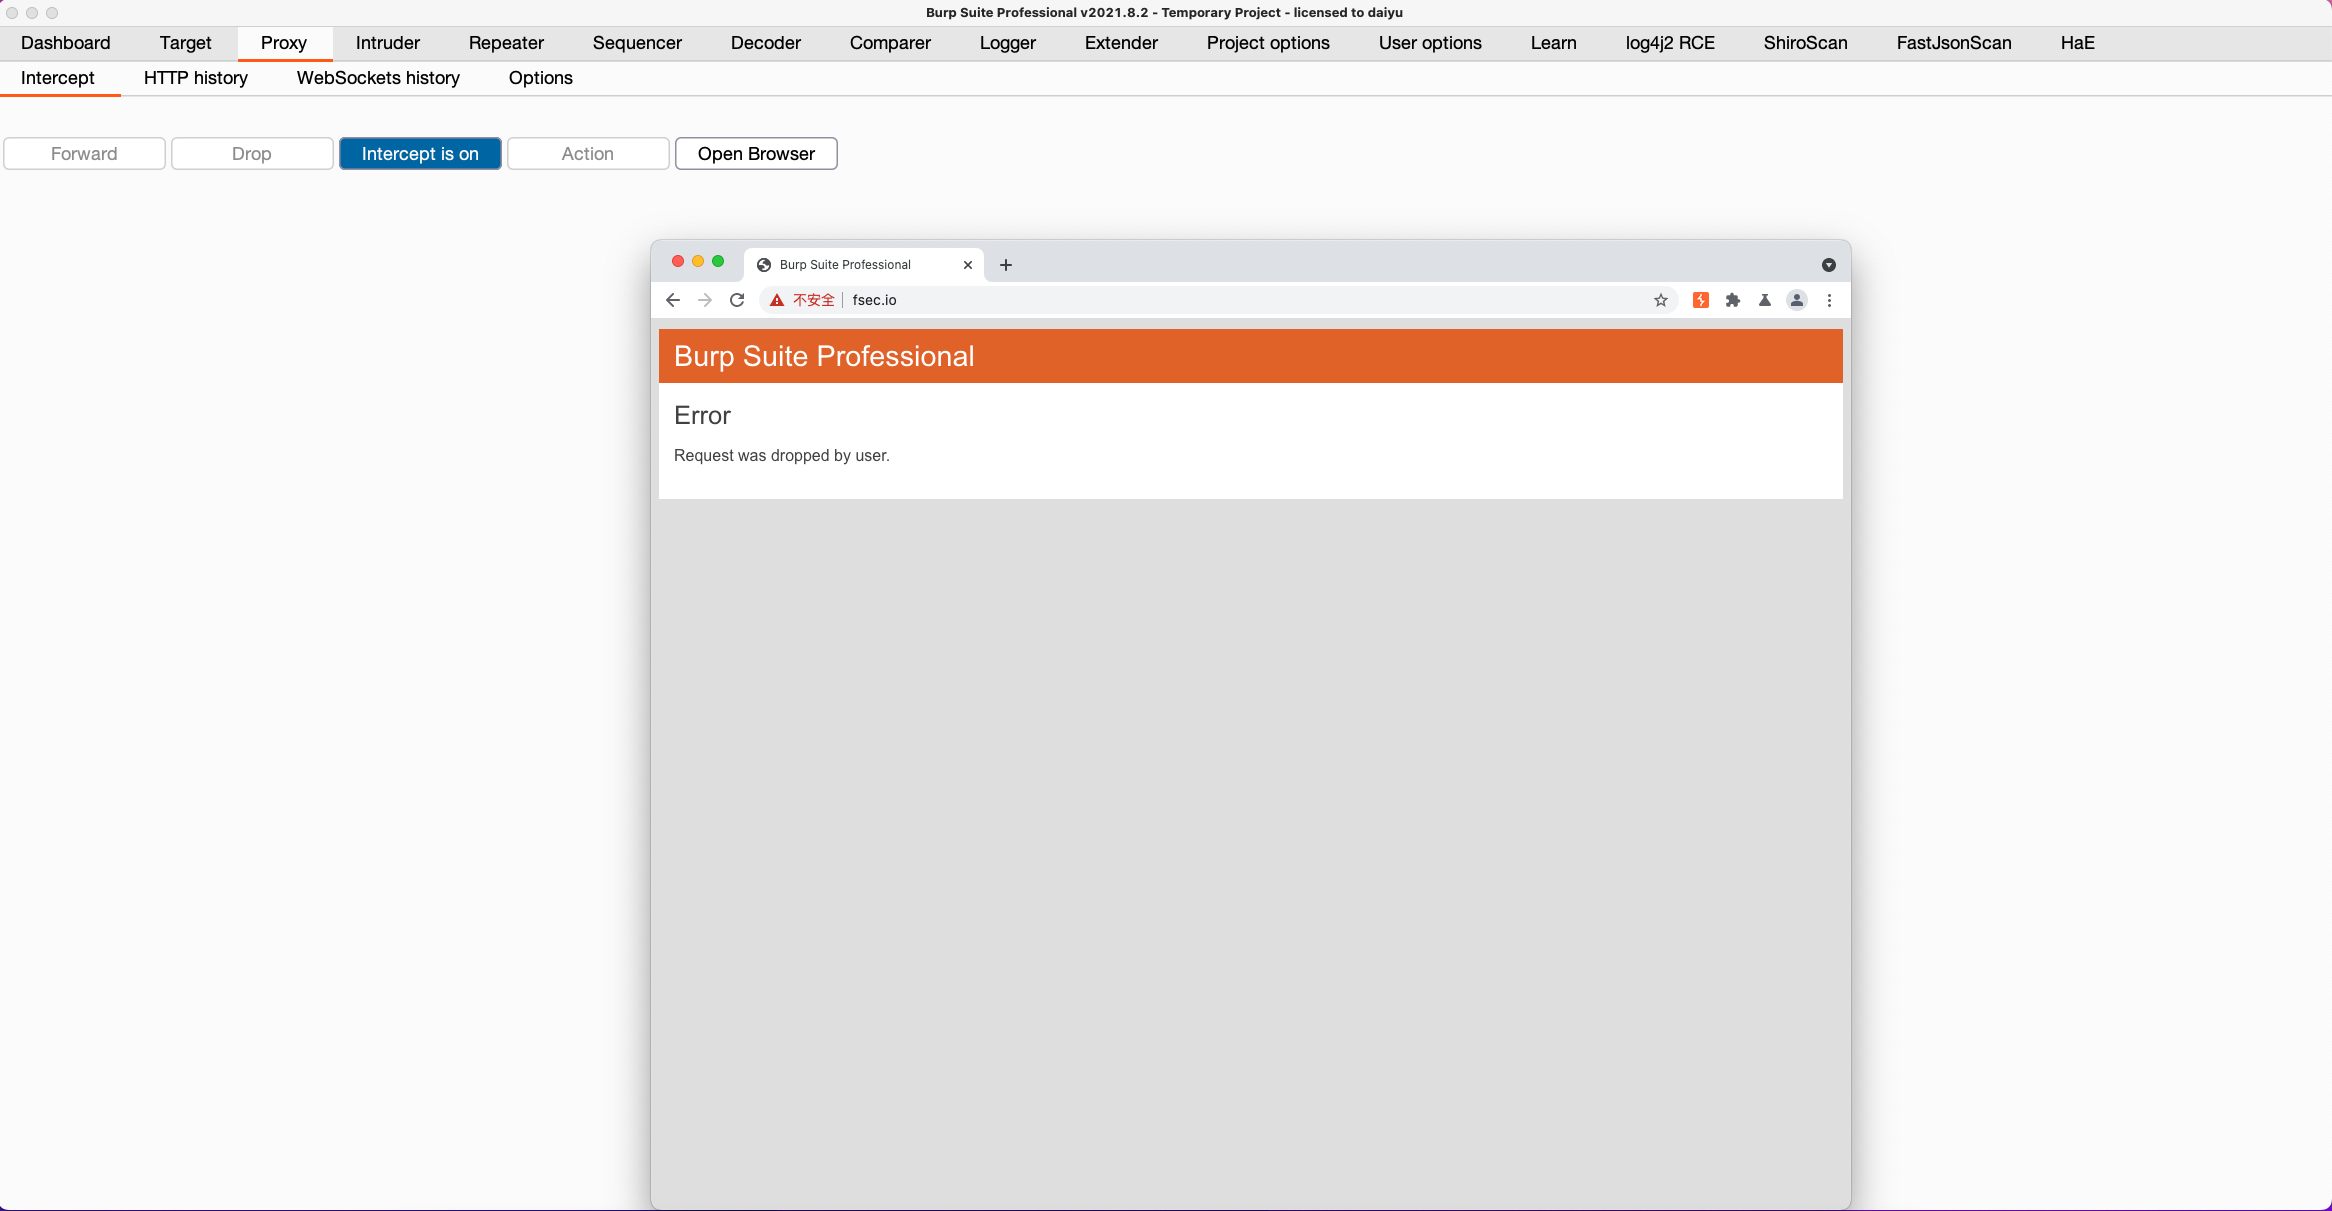 Burp Suite Professional v2021.8.2 - Temporary Project - licensed to daiyu
Dashboard Target Proxy Intruder Repeater Sequencer Decoder Comparer Logger Extender Project options User options Learn log4j2 RCE ShiroScan FastJsonScan HaE
Intercept HTTP history WebSockets history Options
Forward Drop Intercept is on Action Open Browser
Burp Suite Professional
不安全 fsec.io
Burp Suite Professional
Error
Request was dropped by user.